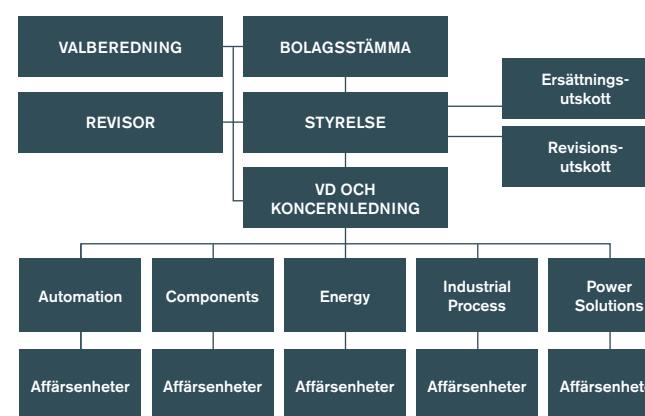 VALBEREDNING
BOLAGSSTÄMMA
Ersättnings-
utskott
REVISOR
STYRELSE
Revisions-
utskott
VD OCH
KONCERNLEDNING
Automation
Components
Energy
Industrial
Process
Power
Solutions
Affärsenheter
Affärsenheter
Affärsenheter
Affärsenheter
Affärsenhet